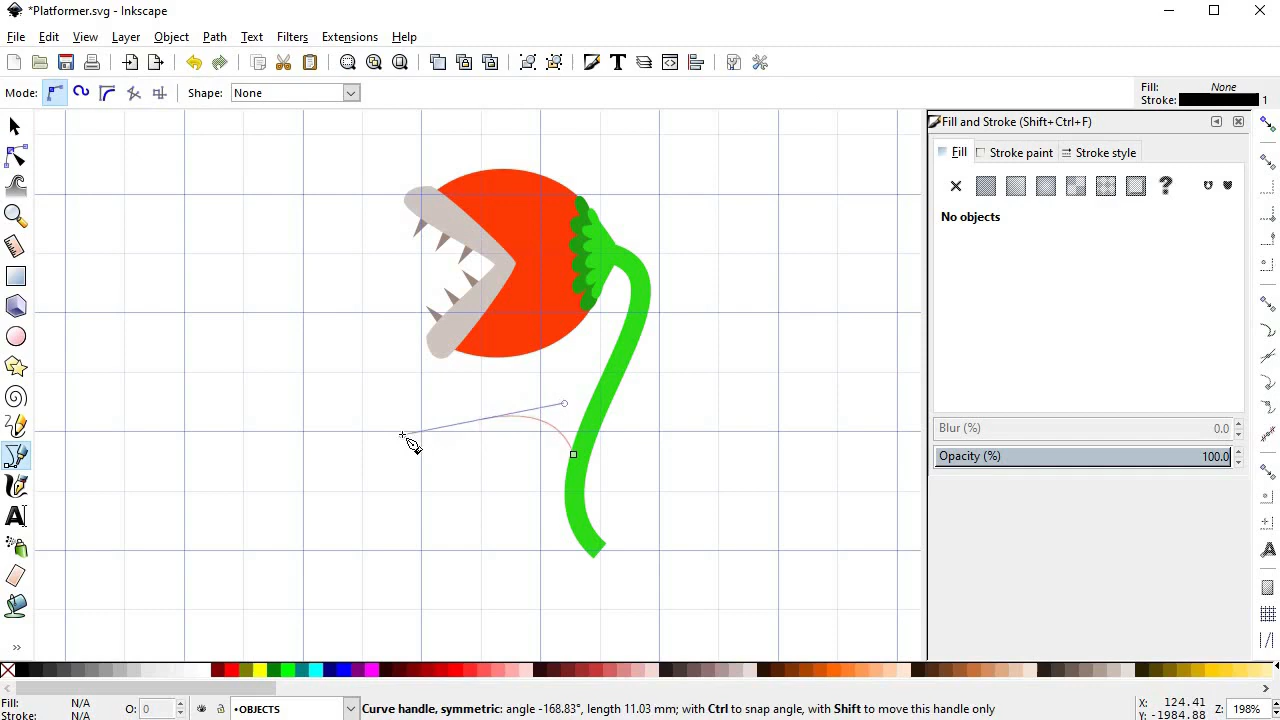 *Platformer.svg - Inkscape
File Edit View Layer Object Path Text Filters Extensions Help
Mode: Shape: None Fill: None
Stroke: 1
Fill and Stroke (Shift+Ctrl+F)
Fill Stroke paint Stroke style
No objects
Blur (%) 0.0
Opacity (%) 100.0
Fill: N/A
Stroke: N/A
O: 0
•OBJECTS
Curve handle, symmetric: angle -168.83°, length 11.03 mm; with Ctrl to snap angle, with Shift to move this handle only
X: 124.41
Y: -1984.88
Z: 198%